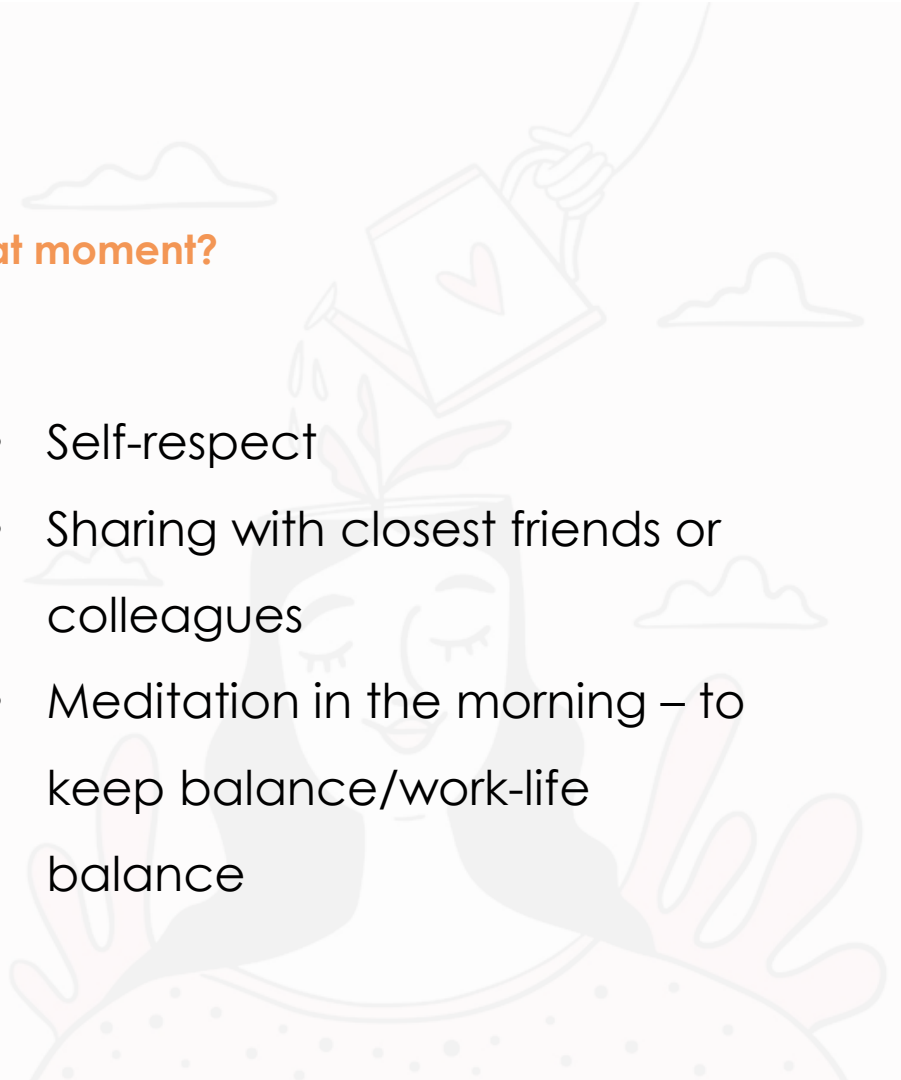 at moment?
• Self-respect
• Sharing with closest friends or
colleagues
• Meditation in the morning – to
keep balance/work-life
balance